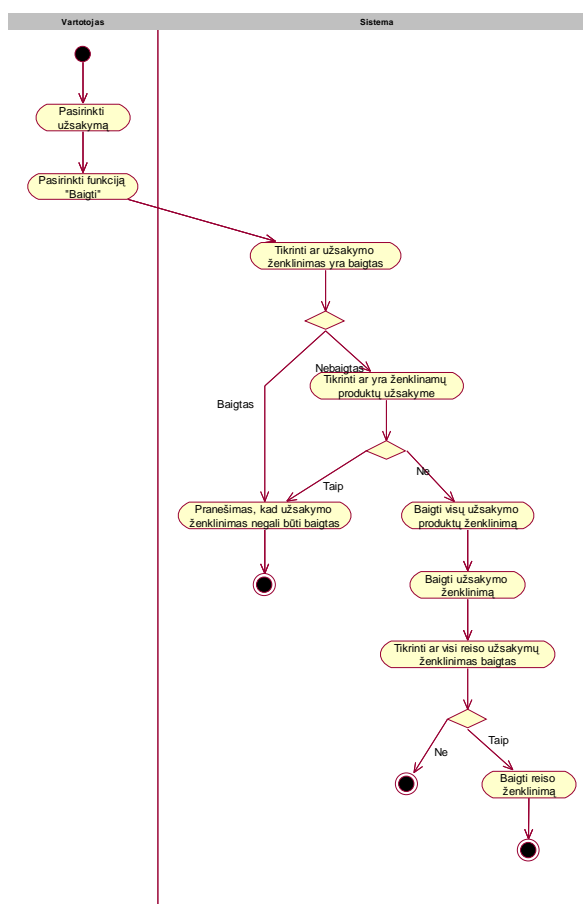 Vartotojas
Sistema
Pasirinkti
užsakymą
Pasirinkti funkciją
"Baigti"
Tikrinti ar užsakymo
ženklinimas yra baigtas
Nebaigtas
Tikrinti ar yra ženklinamų
produktų užsakyme
Baigtas
Ne
Taip
Pranešimas, kad užsakymo
ženklinimas negali būti baigtas
Baigti visų užsakymo
produktų ženklinimą
Baigti užsakymo
ženklinimą
Tikrinti ar visi reiso užsakymų
ženklinimas baigtas
Taip
Ne
Baigti reiso
ženklinimą